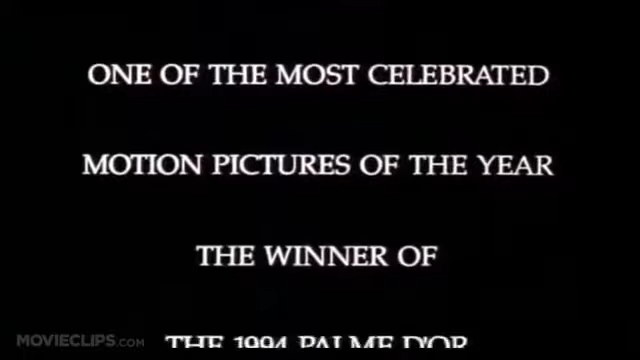 ONE OF THE MOST CELEBRATED
MOTION PICTURES OF THE YEAR
THE WINNER OF
THE 1994 PALME D'OR
MOVIECLIPS.COM